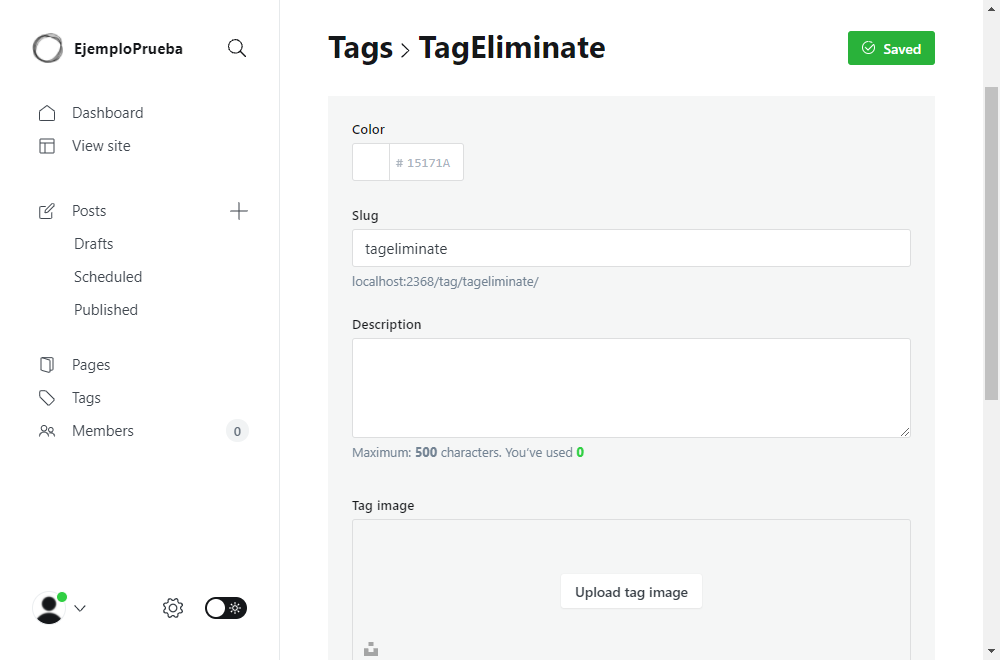 EjemploPrueba
Dashboard
View site
Posts
Drafts
Scheduled
Published
Pages
Tags
Members
0
Tags > TagEliminate
Saved
Color
# 15171A
Slug
tageliminate
localhost:2368/tag/tageliminate/
Description
Maximum: 500 characters. You’ve used 0
Tag image
Upload tag image